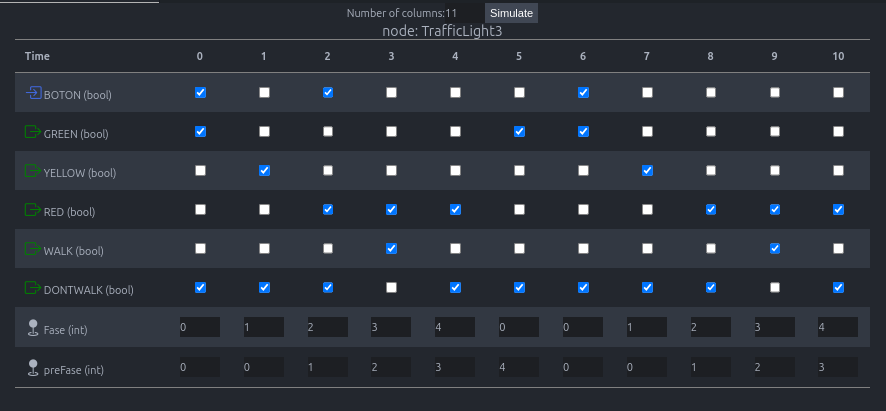 Number of columns:11 Simulate
node: TrafficLight3
Time 0 1 2 3 4 5 6 7 8 9 10
BOTON (bool)
GREEN (bool)
YELLOW (bool)
RED (bool)
WALK (bool)
DONTWALK (bool)
Fase (int) 0 1 2 3 4 0 0 1 2 3 4
preFase (int) 0 0 1 2 3 4 0 0 1 2 3